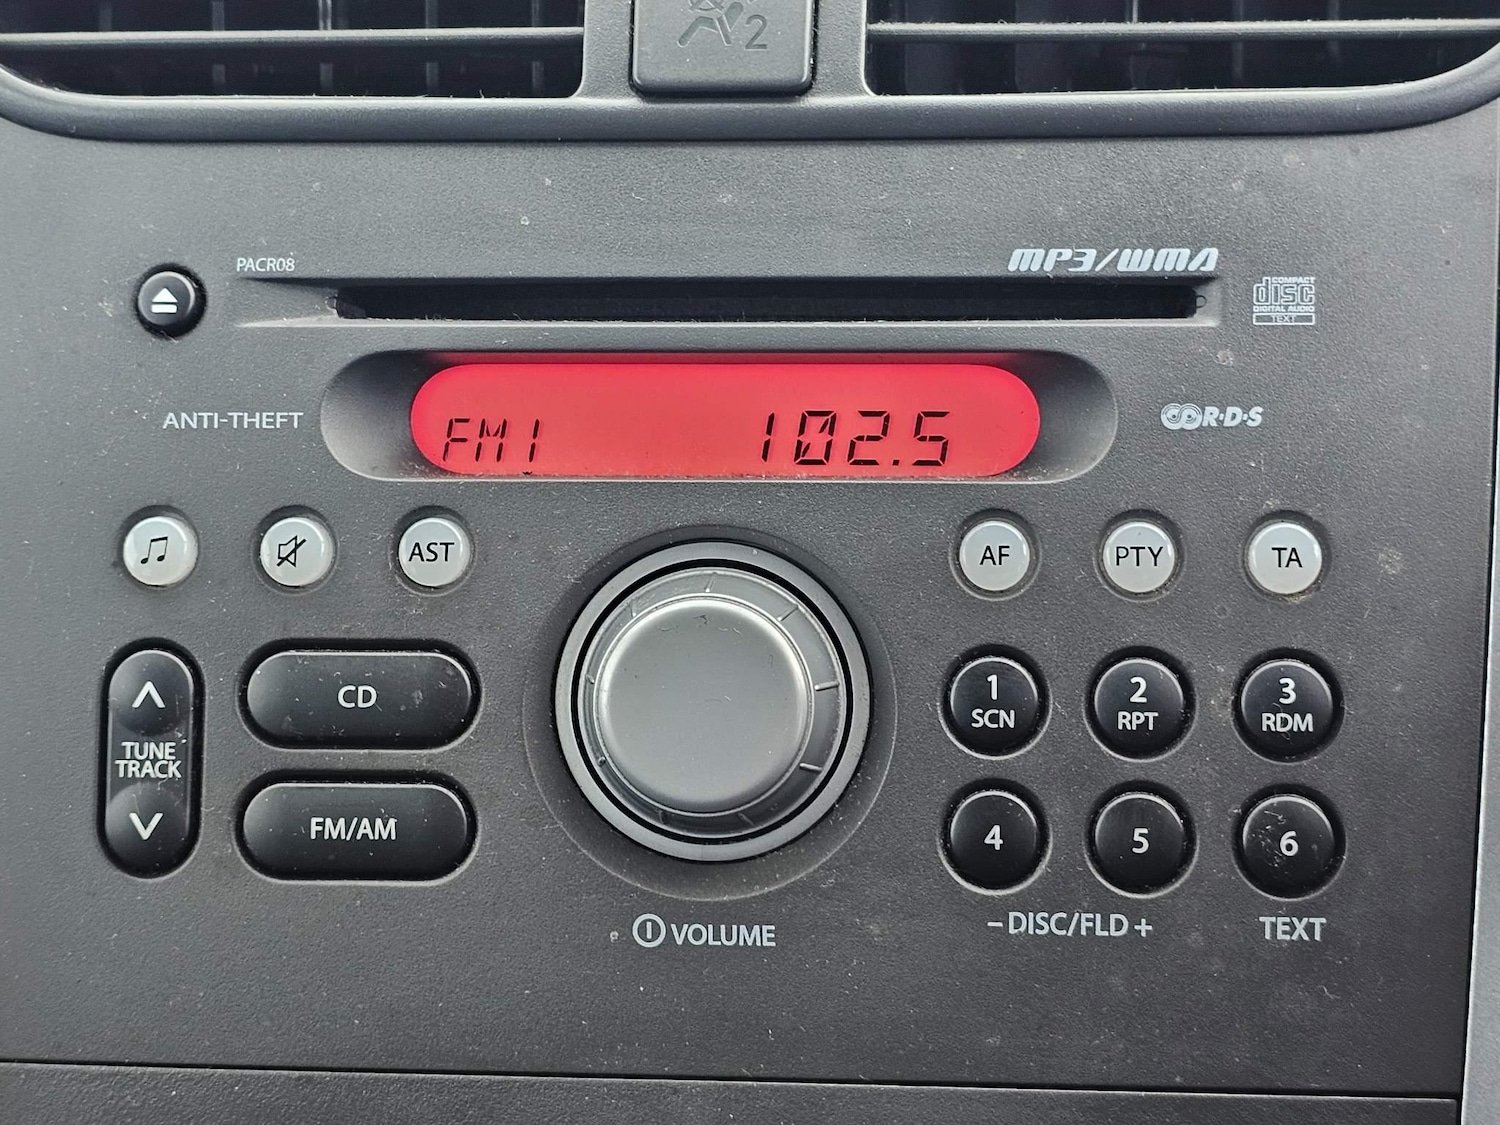 2
PACR08
MP3/WMA
COMPACT
disc
DIGITAL AUDIO
TEXT
ANTI-THEFT
FM1 102.5
R·D·S
AST
AF
PTY
TA
TUNE
TRACK
CD
FM/AM
1
SCN
2
RPT
3
RDM
4
5
6
VOLUME
–DISC/FLD+
TEXT